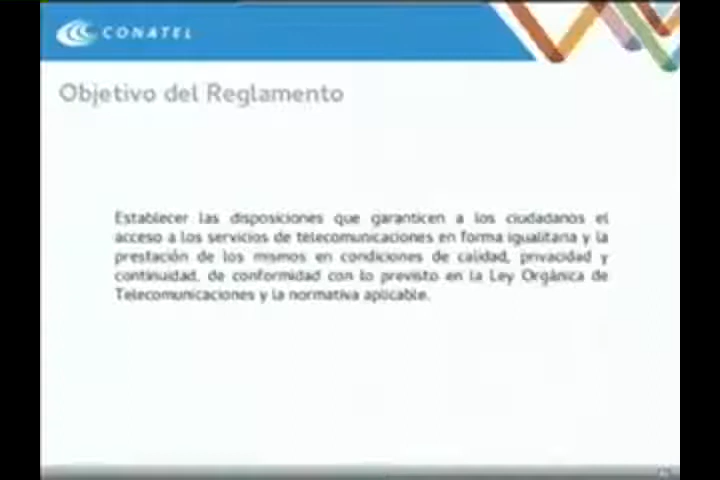 CONATEL
Objetivo del Reglamento
Establecer las disposiciones que garanticen a los ciudadanos el
acceso a los servicios de telecomunicaciones en forma igualitaria y la
prestación de los mismos en condiciones de calidad, privacidad y
continuidad, de conformidad con lo previsto en la Ley Orgánica de
Telecomunicaciones y la normativa aplicable.